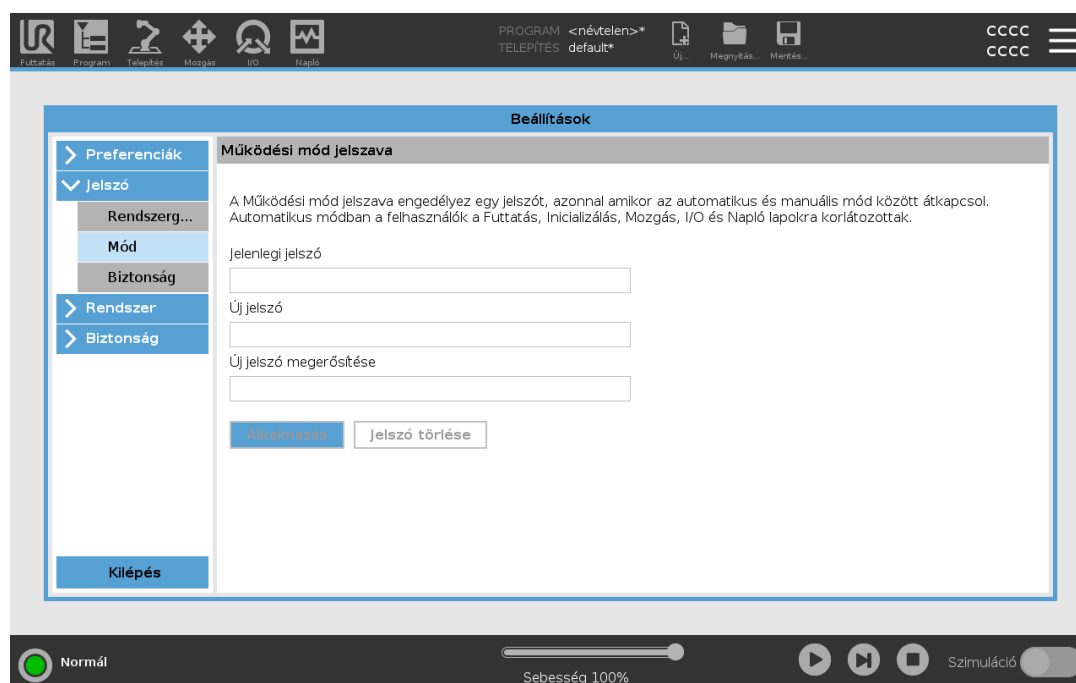 PROGRAM <névtelen>*
TELEPÍTÉS default*
cccc
cccc
Futtatás Program Telepítés Mozgás I/O Napló Új... Megnyitás... Mentés...
Beállítások
Preferenciák
Jelszó
Rendszerg...
Mód
Biztonság
Rendszer
Biztonság
Kilépés
Működési mód jelszava
A Működési mód jelszava engedélyez egy jelszót, azonnal amikor az automatikus és manuális mód között átkapcsol.
Automatikus módban a felhasználók a Futtatás, Inicializálás, Mozgás, I/O és Napló lapokra korlátozottak.
Jelenlegi jelszó
Új jelszó
Új jelszó megerősítése
Alkalmazás Jelszó törlése
Normál
Sebesség 100%
Szimuláció